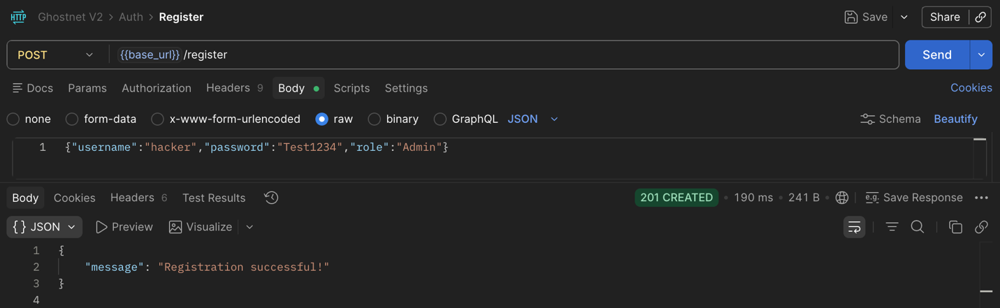 HTTP Ghostnet V2 > Auth > Register Save Share
POST {{base_url}} /register Send
Docs Params Authorization Headers 9 Body Scripts Settings Cookies
none form-data x-www-form-urlencoded raw binary GraphQL JSON Schema Beautify
1 {"username":"hacker","password":"Test1234","role":"Admin"}
Body Cookies Headers 6 Test Results 201 CREATED • 190 ms • 241 B • e.g. Save Response
{} JSON Preview Visualize
1 {
2 "message": "Registration successful!"
3 }
4